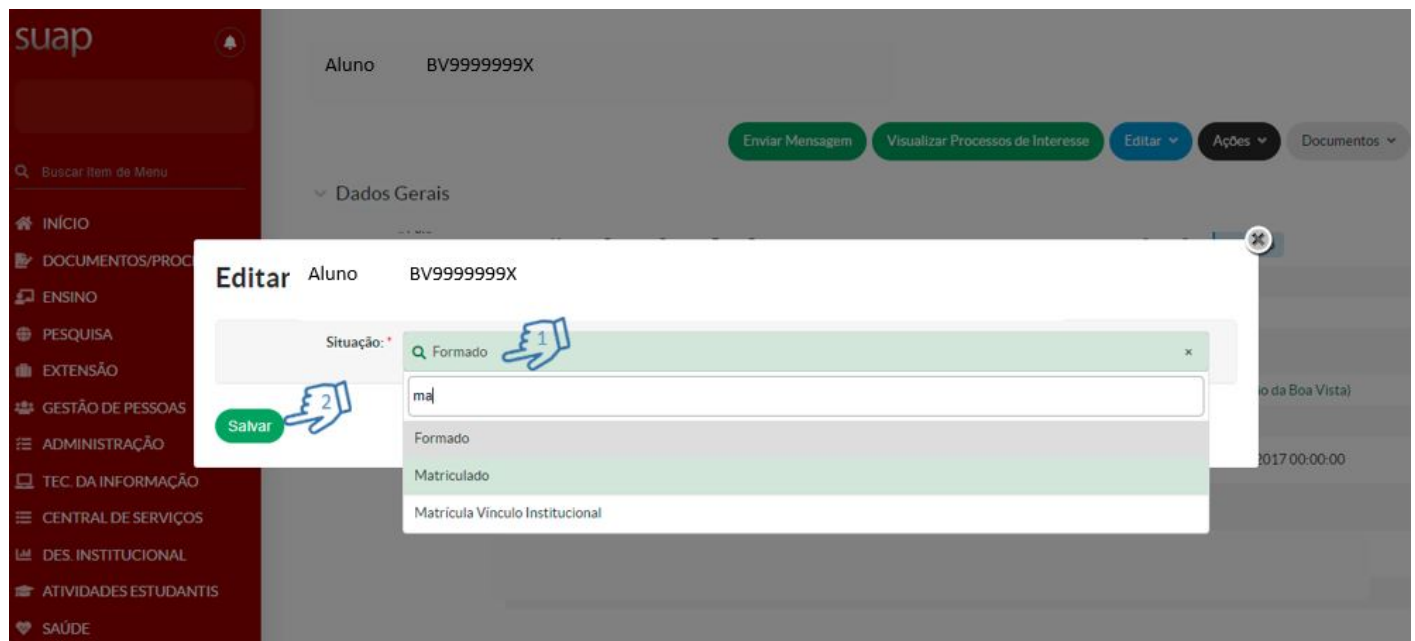 suap
Aluno BV9999999X
Enviar Mensagem Visualizar Processos de Interesse Editar Ações Documentos
Buscar Item de Menu
Dados Gerais
INÍCIO
DOCUMENTOS/PROC
ENSINO
PESQUISA
EXTENSÃO
GESTÃO DE PESSOAS
ADMINISTRAÇÃO
TEC. DA INFORMAÇÃO
CENTRAL DE SERVIÇOS
DES. INSTITUCIONAL
ATIVIDADES ESTUDANTIS
SAÚDE
Editar Aluno BV9999999X
Situação: * Formado 1 ×
ma
Formado
Matriculado
Matrícula Vínculo Institucional
Salvar 2
o da Boa Vista)
2017 00:00:00